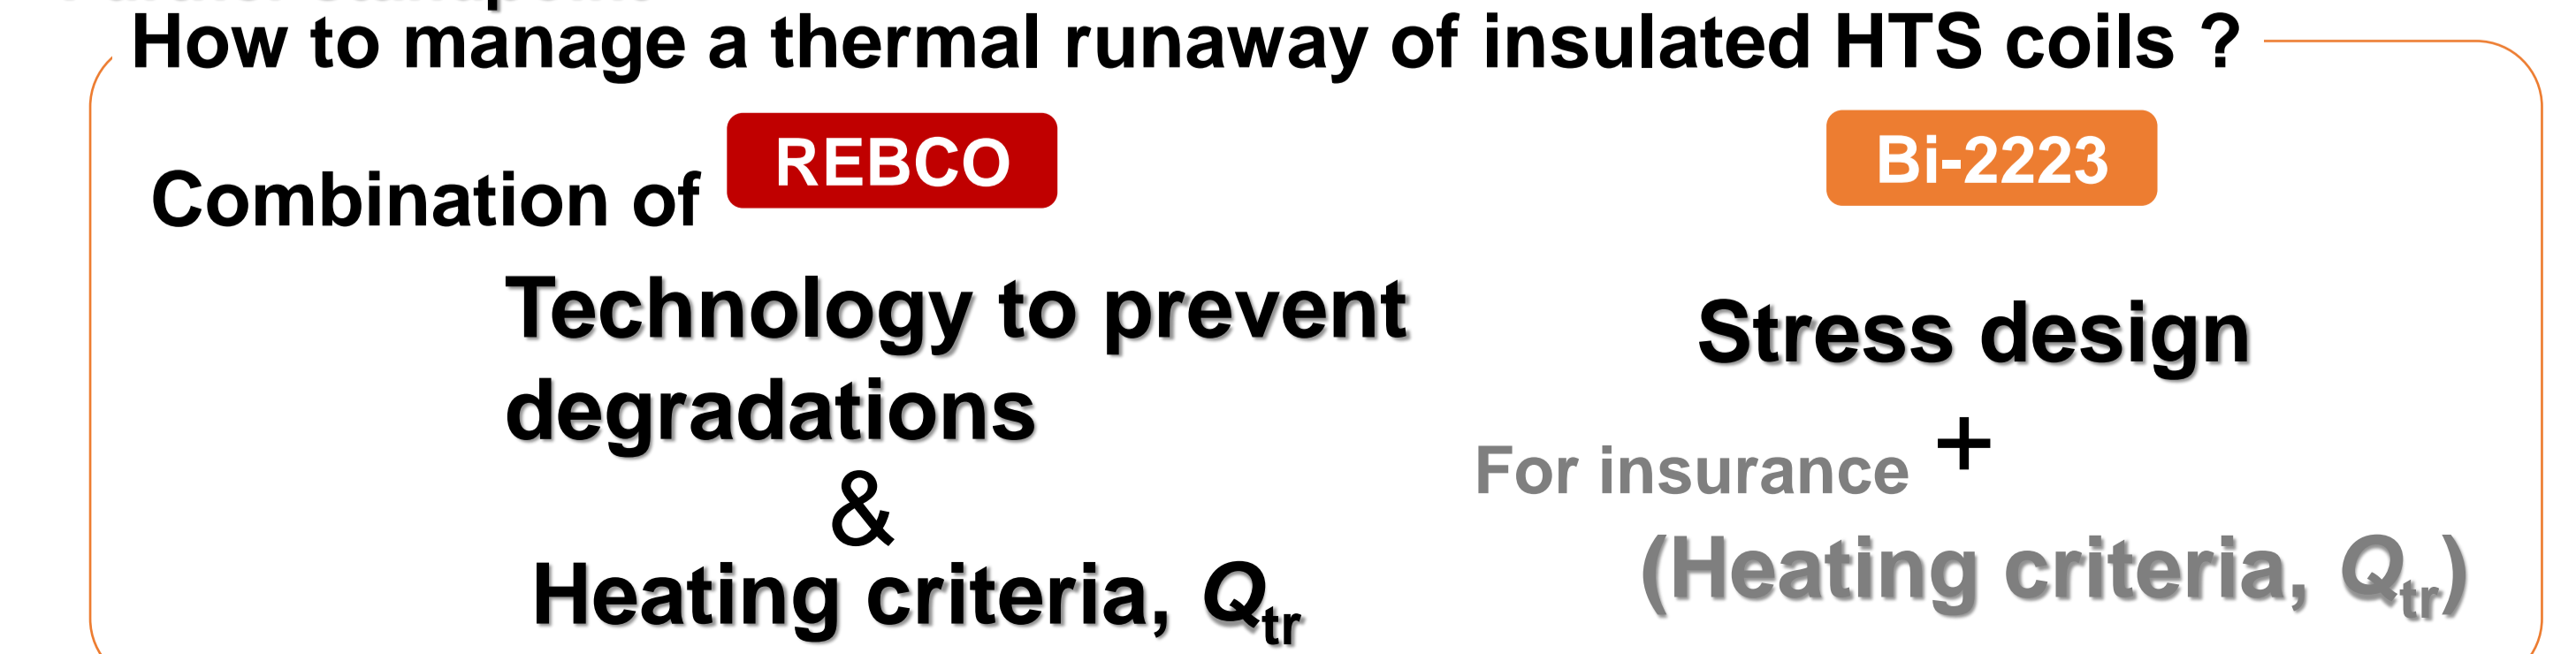 How to manage a thermal runaway of insulated HTS coils ?
Combination of
REBCO
Technology to prevent
degradations
&
Heating criteria, Qtr
Bi-2223
Stress design
For insurance +
(Heating criteria, Qtr)